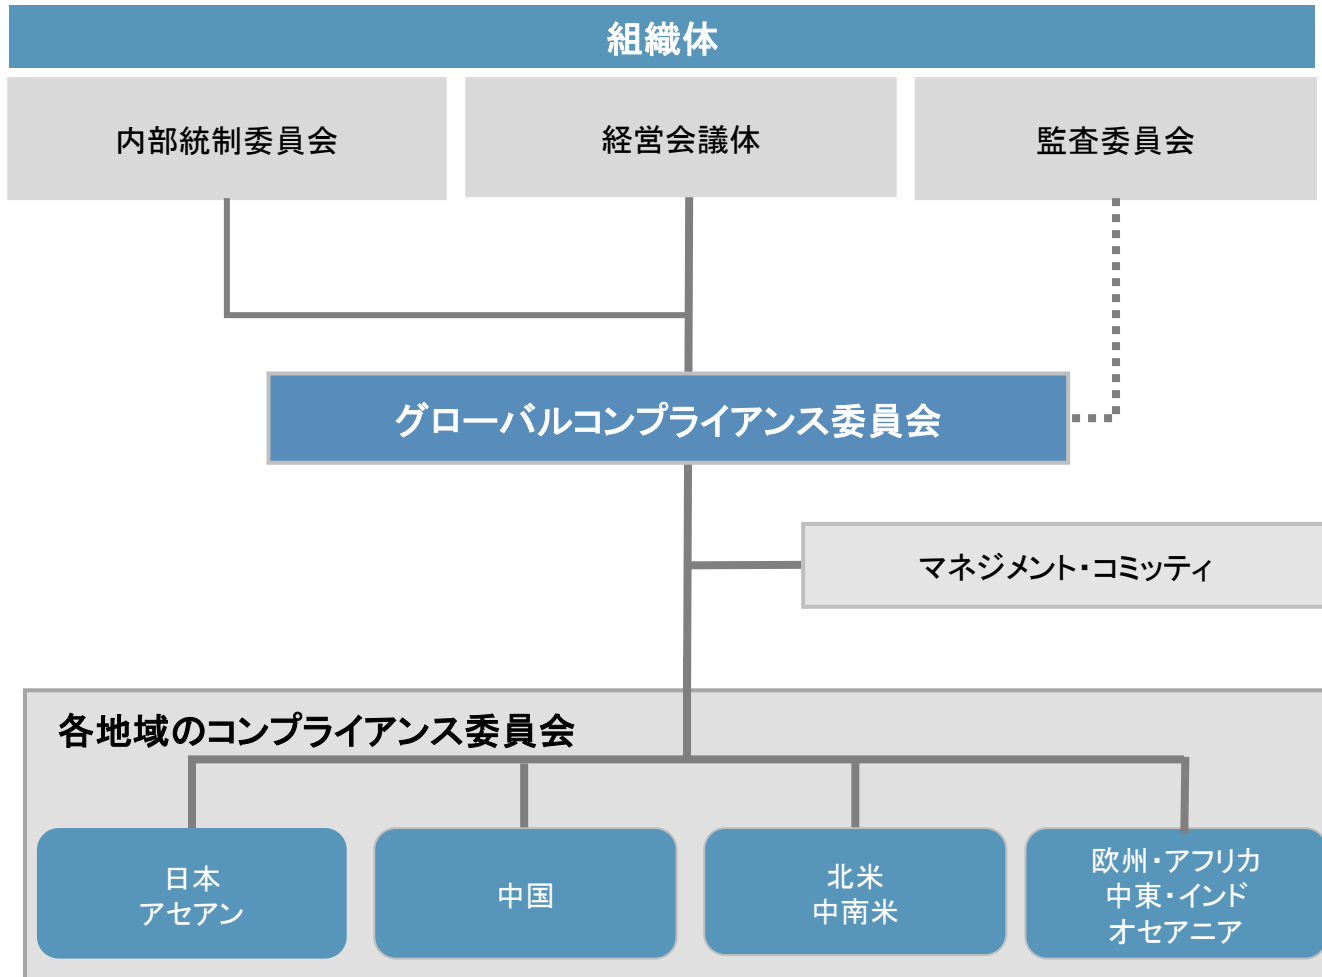 組織体
内部統制委員会
経営会議体
監査委員会
グローバルコンプライアンス委員会
マネジメント・コミッティ
各地域のコンプライアンス委員会
日本
アセアン
中国
北米
中南米
欧州・アフリカ
中東・インド
オセアニア